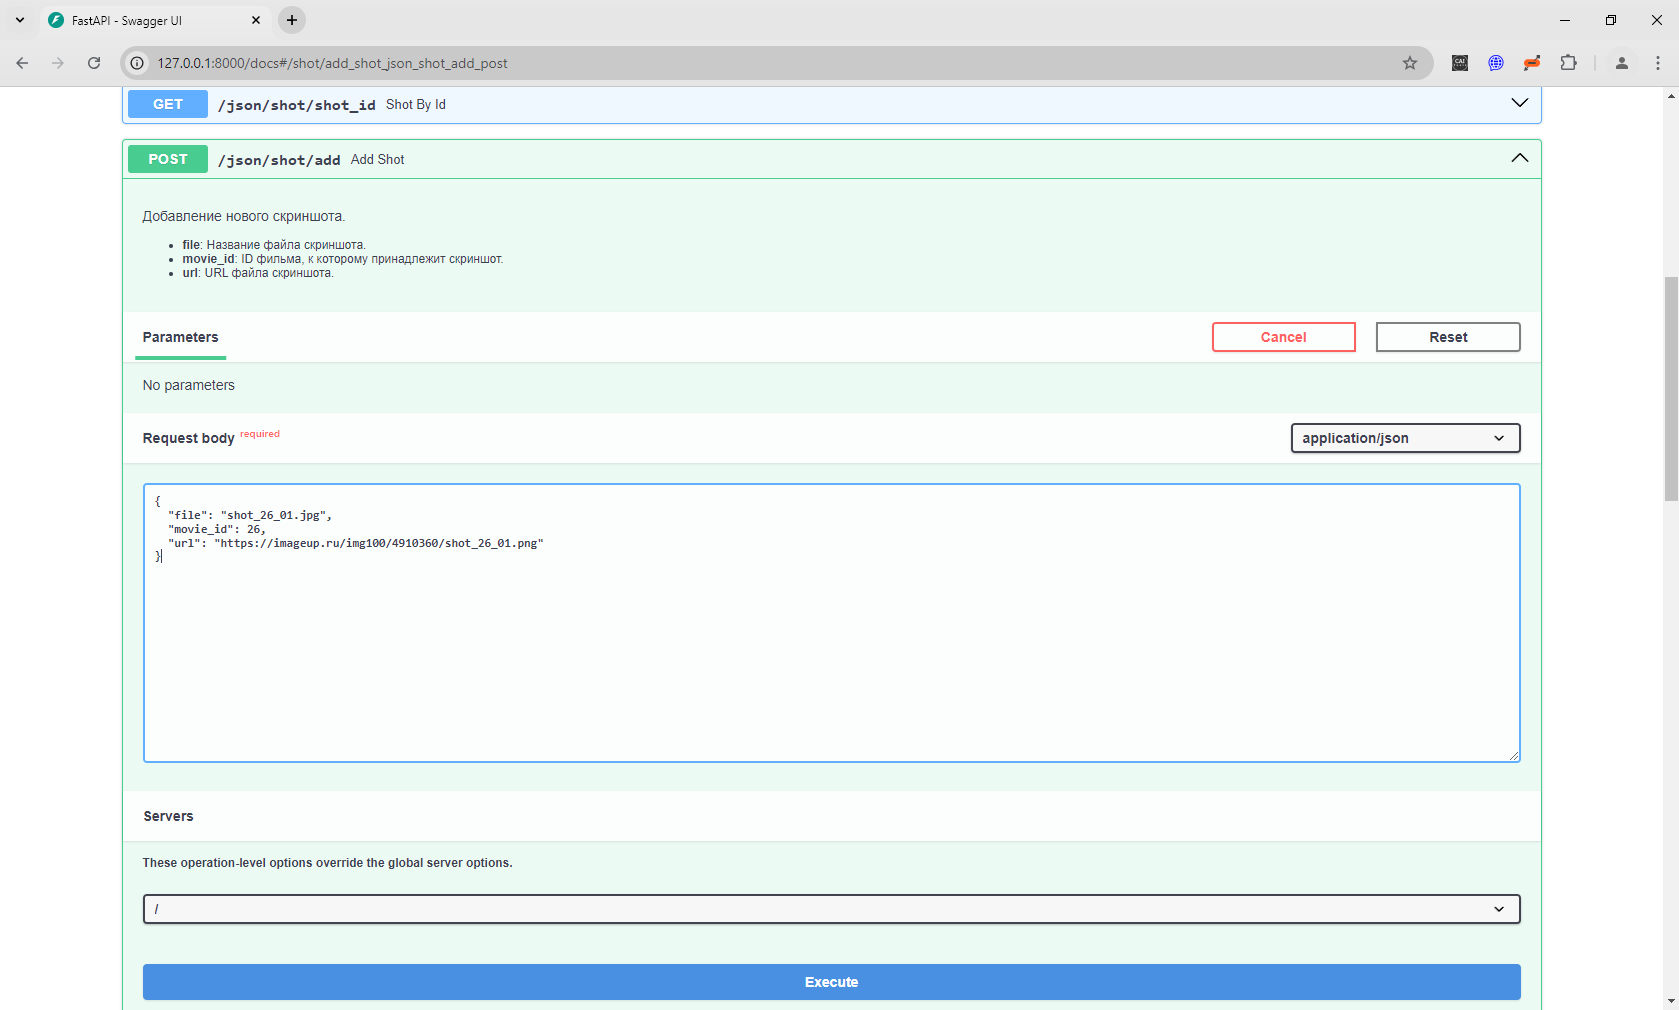 FastAPI - Swagger UI
127.0.0.1:8000/docs#/shot/add_shot_json_shot_add_post
CAI
GET /json/shot/shot_id Shot By Id
POST /json/shot/add Add Shot
Добавление нового скриншота.
• file: Название файла скриншота.
• movie_id: ID фильма, к которому принадлежит скриншот.
• url: URL файла скриншота.
Parameters
Cancel
Reset
No parameters
Request body required
application/json
{
"file": "shot_26_01.jpg",
"movie_id": 26,
"url": "https://imageup.ru/img100/4910360/shot_26_01.png"
}
Servers
These operation-level options override the global server options.
/
Execute